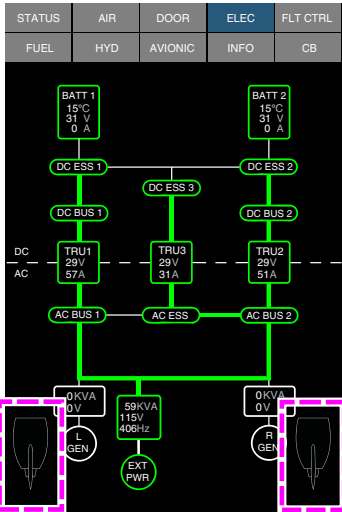 STATUS AIR DOOR ELEC FLT CTRL
FUEL HYD AVIONIC INFO CB
BATT 1 BATT 2
15°C 15°C
31 V 31 V
0 A 0 A
DC ESS 1 DC ESS 2
DC ESS 3
DC BUS 1 DC BUS 2
DC TRU1 TRU3 TRU2
29V 29V 29V
AC 57A 31A 51A
AC BUS 1 AC ESS AC BUS 2
0KVA 59KVA 0KVA
0V 115V 0V
406Hz
L R
GEN GEN
EXT
PWR